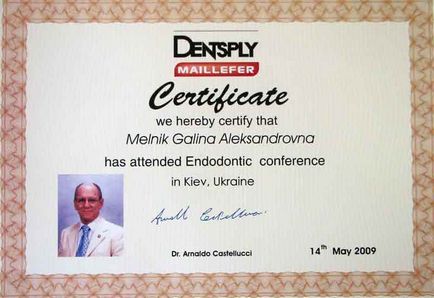 DENTSPLY
MAILLEFER
Certificate
we hereby certify that
Melnik Galina Aleksandrovna
has attended Endodontic conference
in Kiev, Ukraine
Dr. Arnaldo Castellucci
14th May 2009